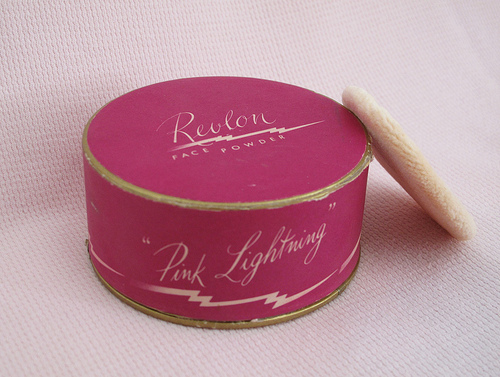 Revlon
FACE POWDER
"Pink Lightning"